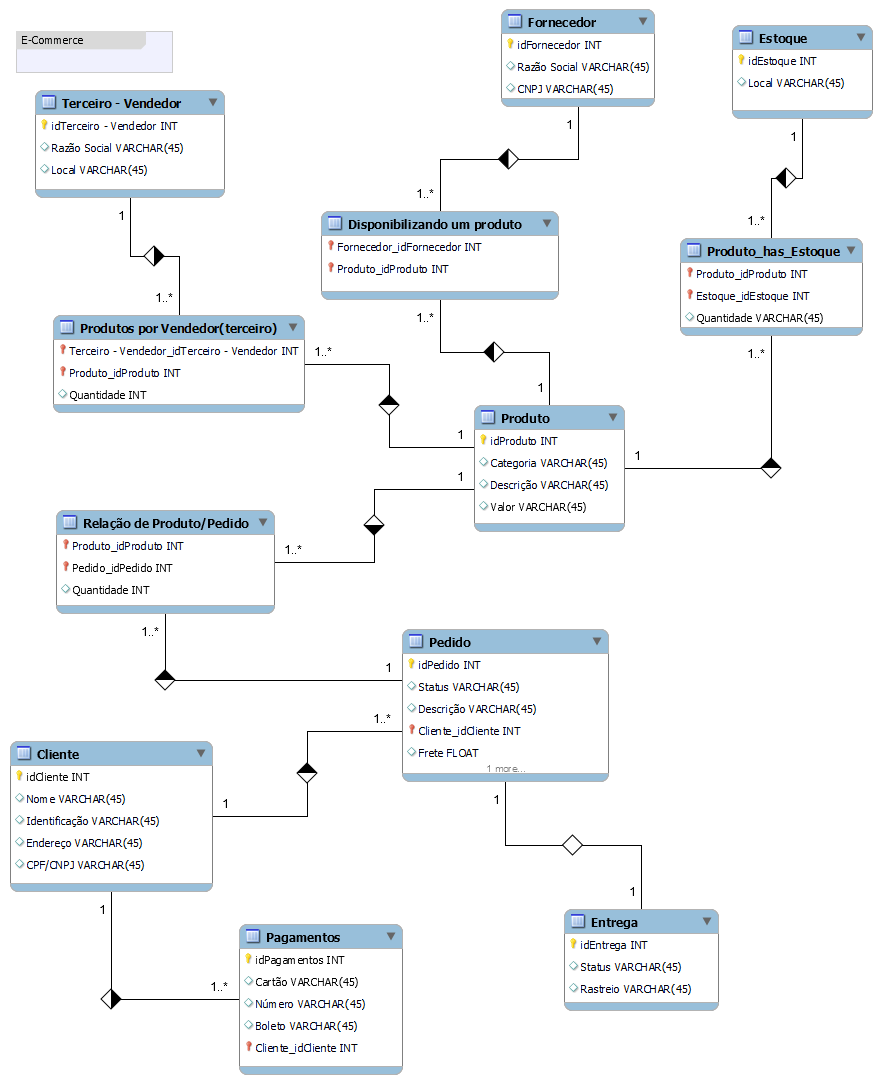 E-Commerce
Fornecedor
idFornecedor INT
Razão Social VARCHAR(45)
CNPJ VARCHAR(45)
1
1..*
Estoque
idEstoque INT
Local VARCHAR(45)
1
1..*
Terceiro - Vendedor
idTerceiro - Vendedor INT
Razão Social VARCHAR(45)
Local VARCHAR(45)
1
1..*
Disponibilizando um produto
Fornecedor_idFornecedor INT
Produto_idProduto INT
1..*
1
Produto_has_Estoque
Produto_idProduto INT
Estoque_idEstoque INT
Quantidade VARCHAR(45)
1..*
1
Produtos por Vendedor(terceiro)
Terceiro - Vendedor_idTerceiro - Vendedor INT
Produto_idProduto INT
Quantidade INT
1..*
1
Produto
idProduto INT
Categoria VARCHAR(45)
Descrição VARCHAR(45)
Valor VARCHAR(45)
1
1..*
Relação de Produto/Pedido
Produto_idProduto INT
Pedido_idPedido INT
Quantidade INT
1..*
1
Pedido
idPedido INT
Status VARCHAR(45)
Descrição VARCHAR(45)
Cliente_idCliente INT
Frete FLOAT
1 more...
1..*
1
Cliente
idCliente INT
Nome VARCHAR(45)
Identificação VARCHAR(45)
Endereço VARCHAR(45)
CPF/CNPJ VARCHAR(45)
1
1..*
Pagamentos
idPagamentos INT
Cartão VARCHAR(45)
Número VARCHAR(45)
Boleto VARCHAR(45)
Cliente_idCliente INT
1
1
Entrega
idEntrega INT
Status VARCHAR(45)
Rastreio VARCHAR(45)